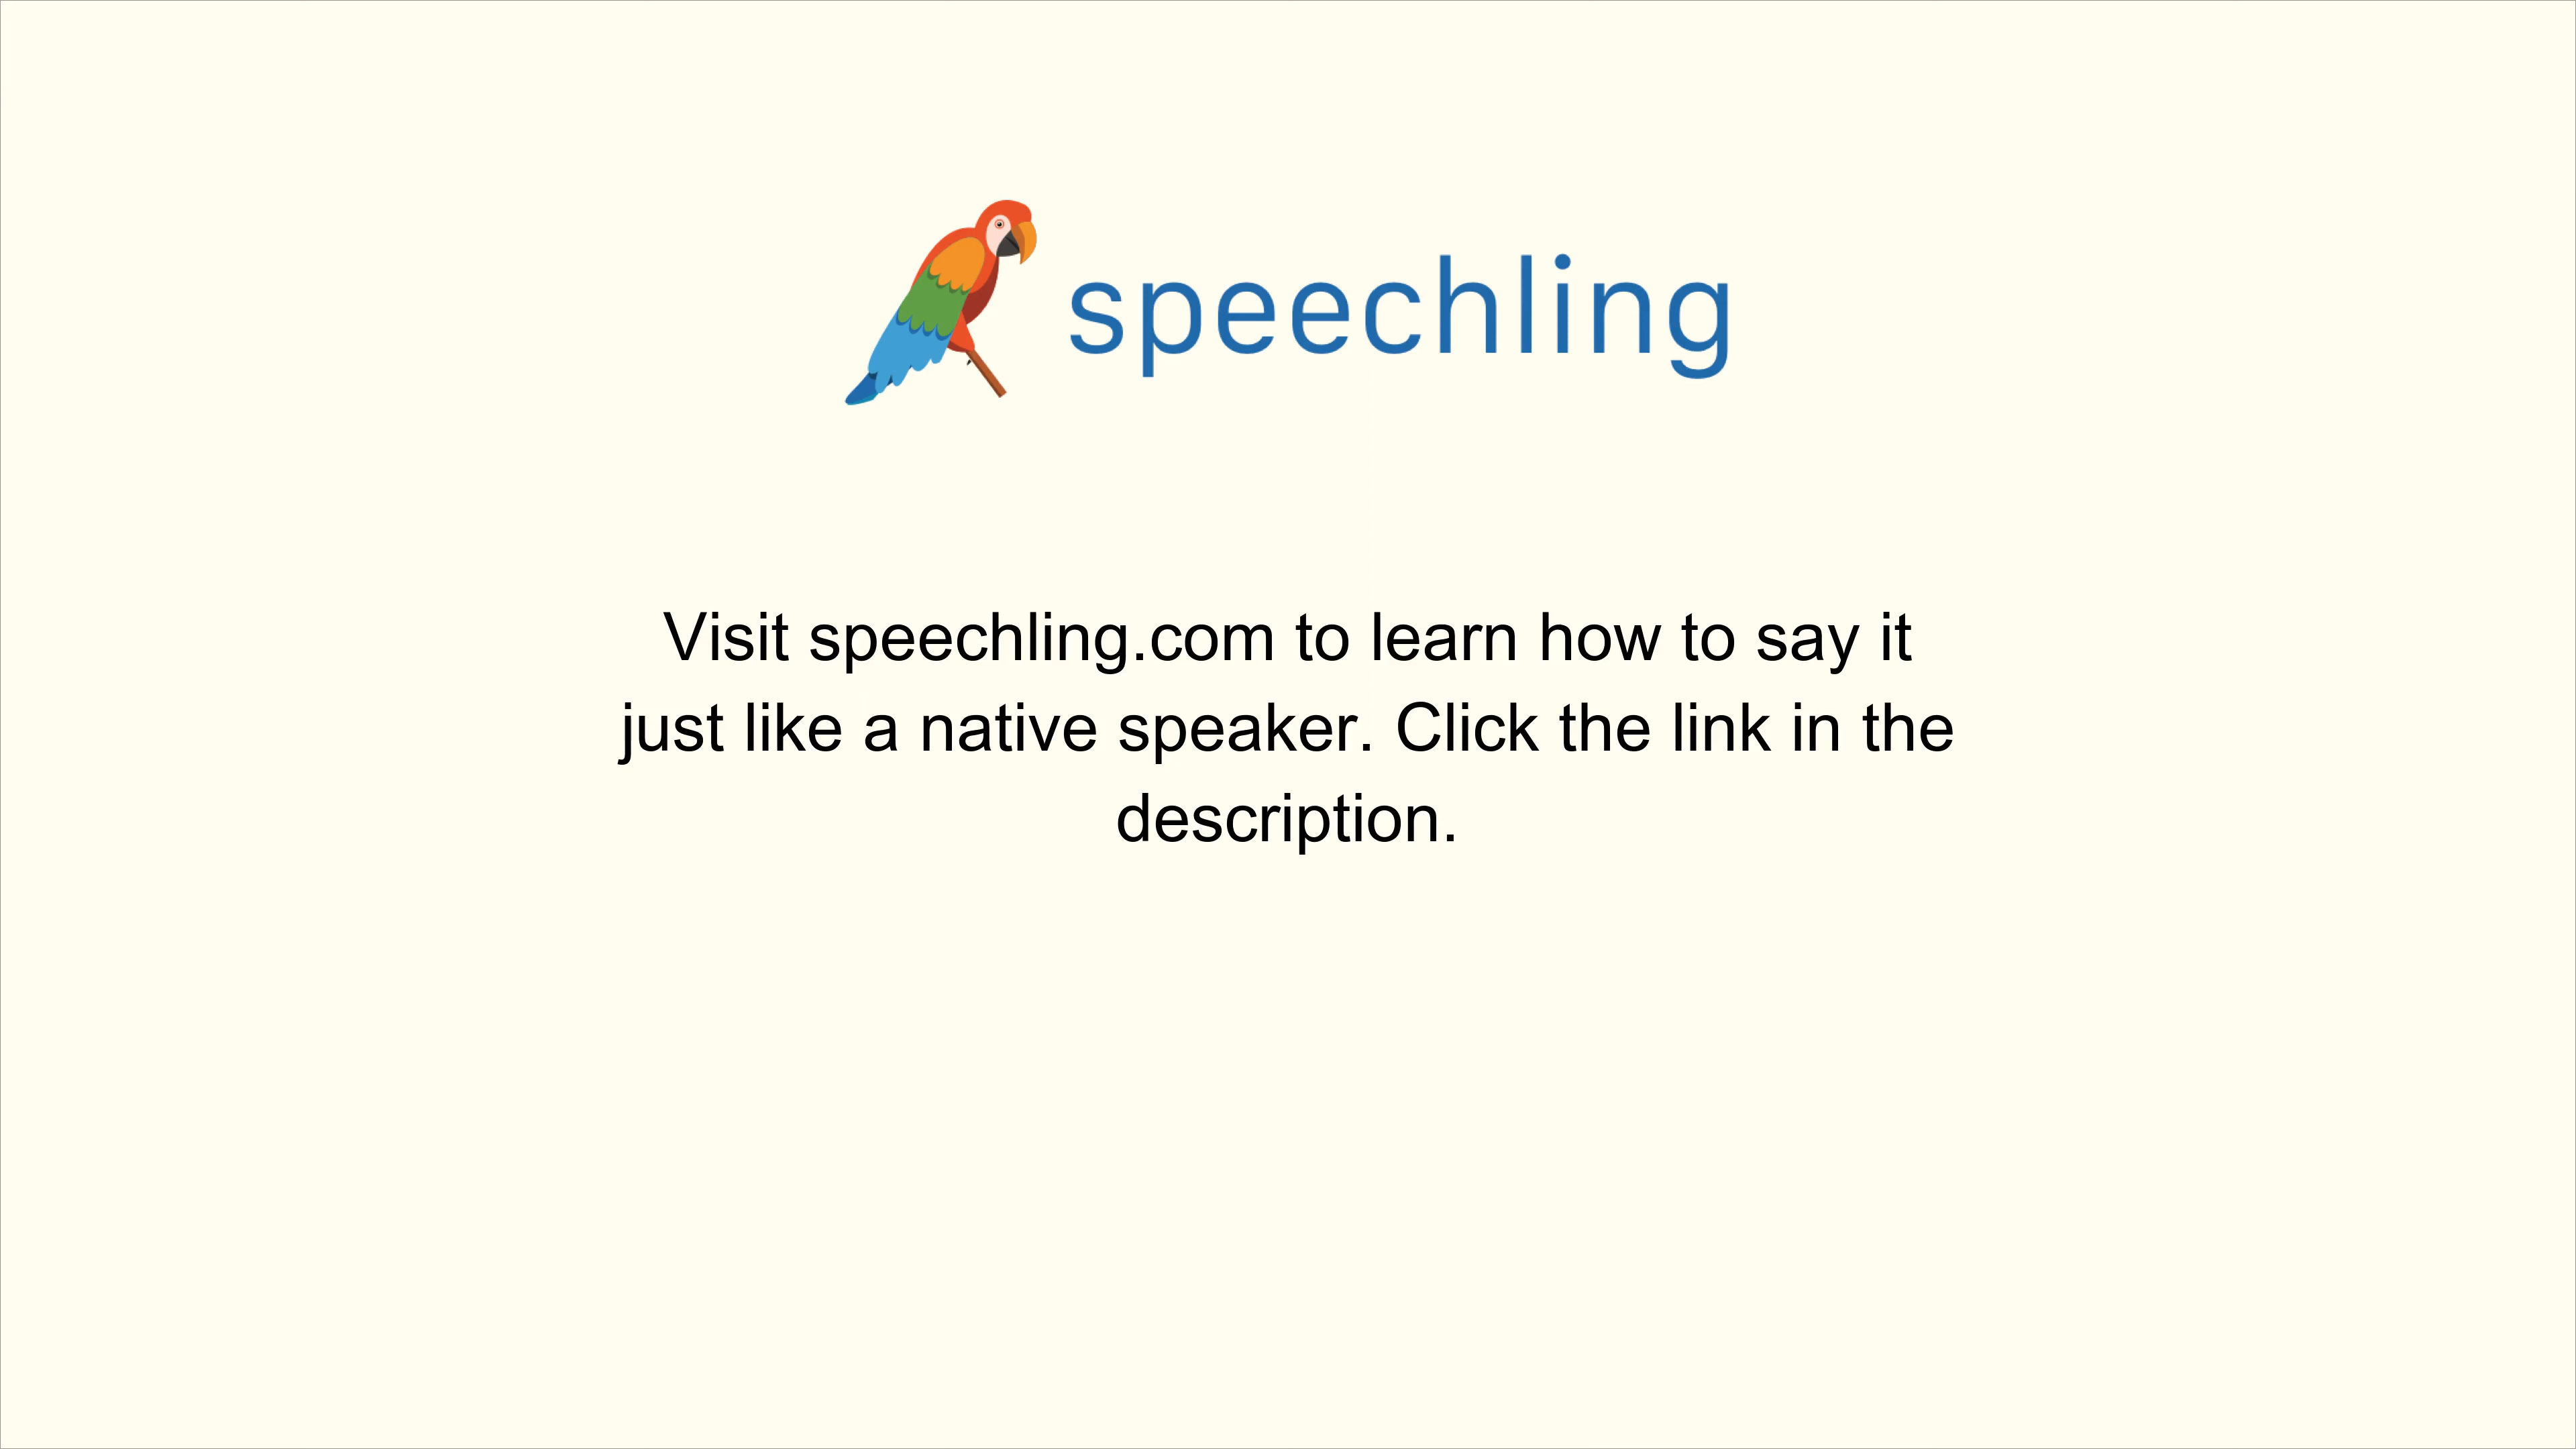 speechling
Visit speechling.com to learn how to say it
just like a native speaker. Click the link in the
description.